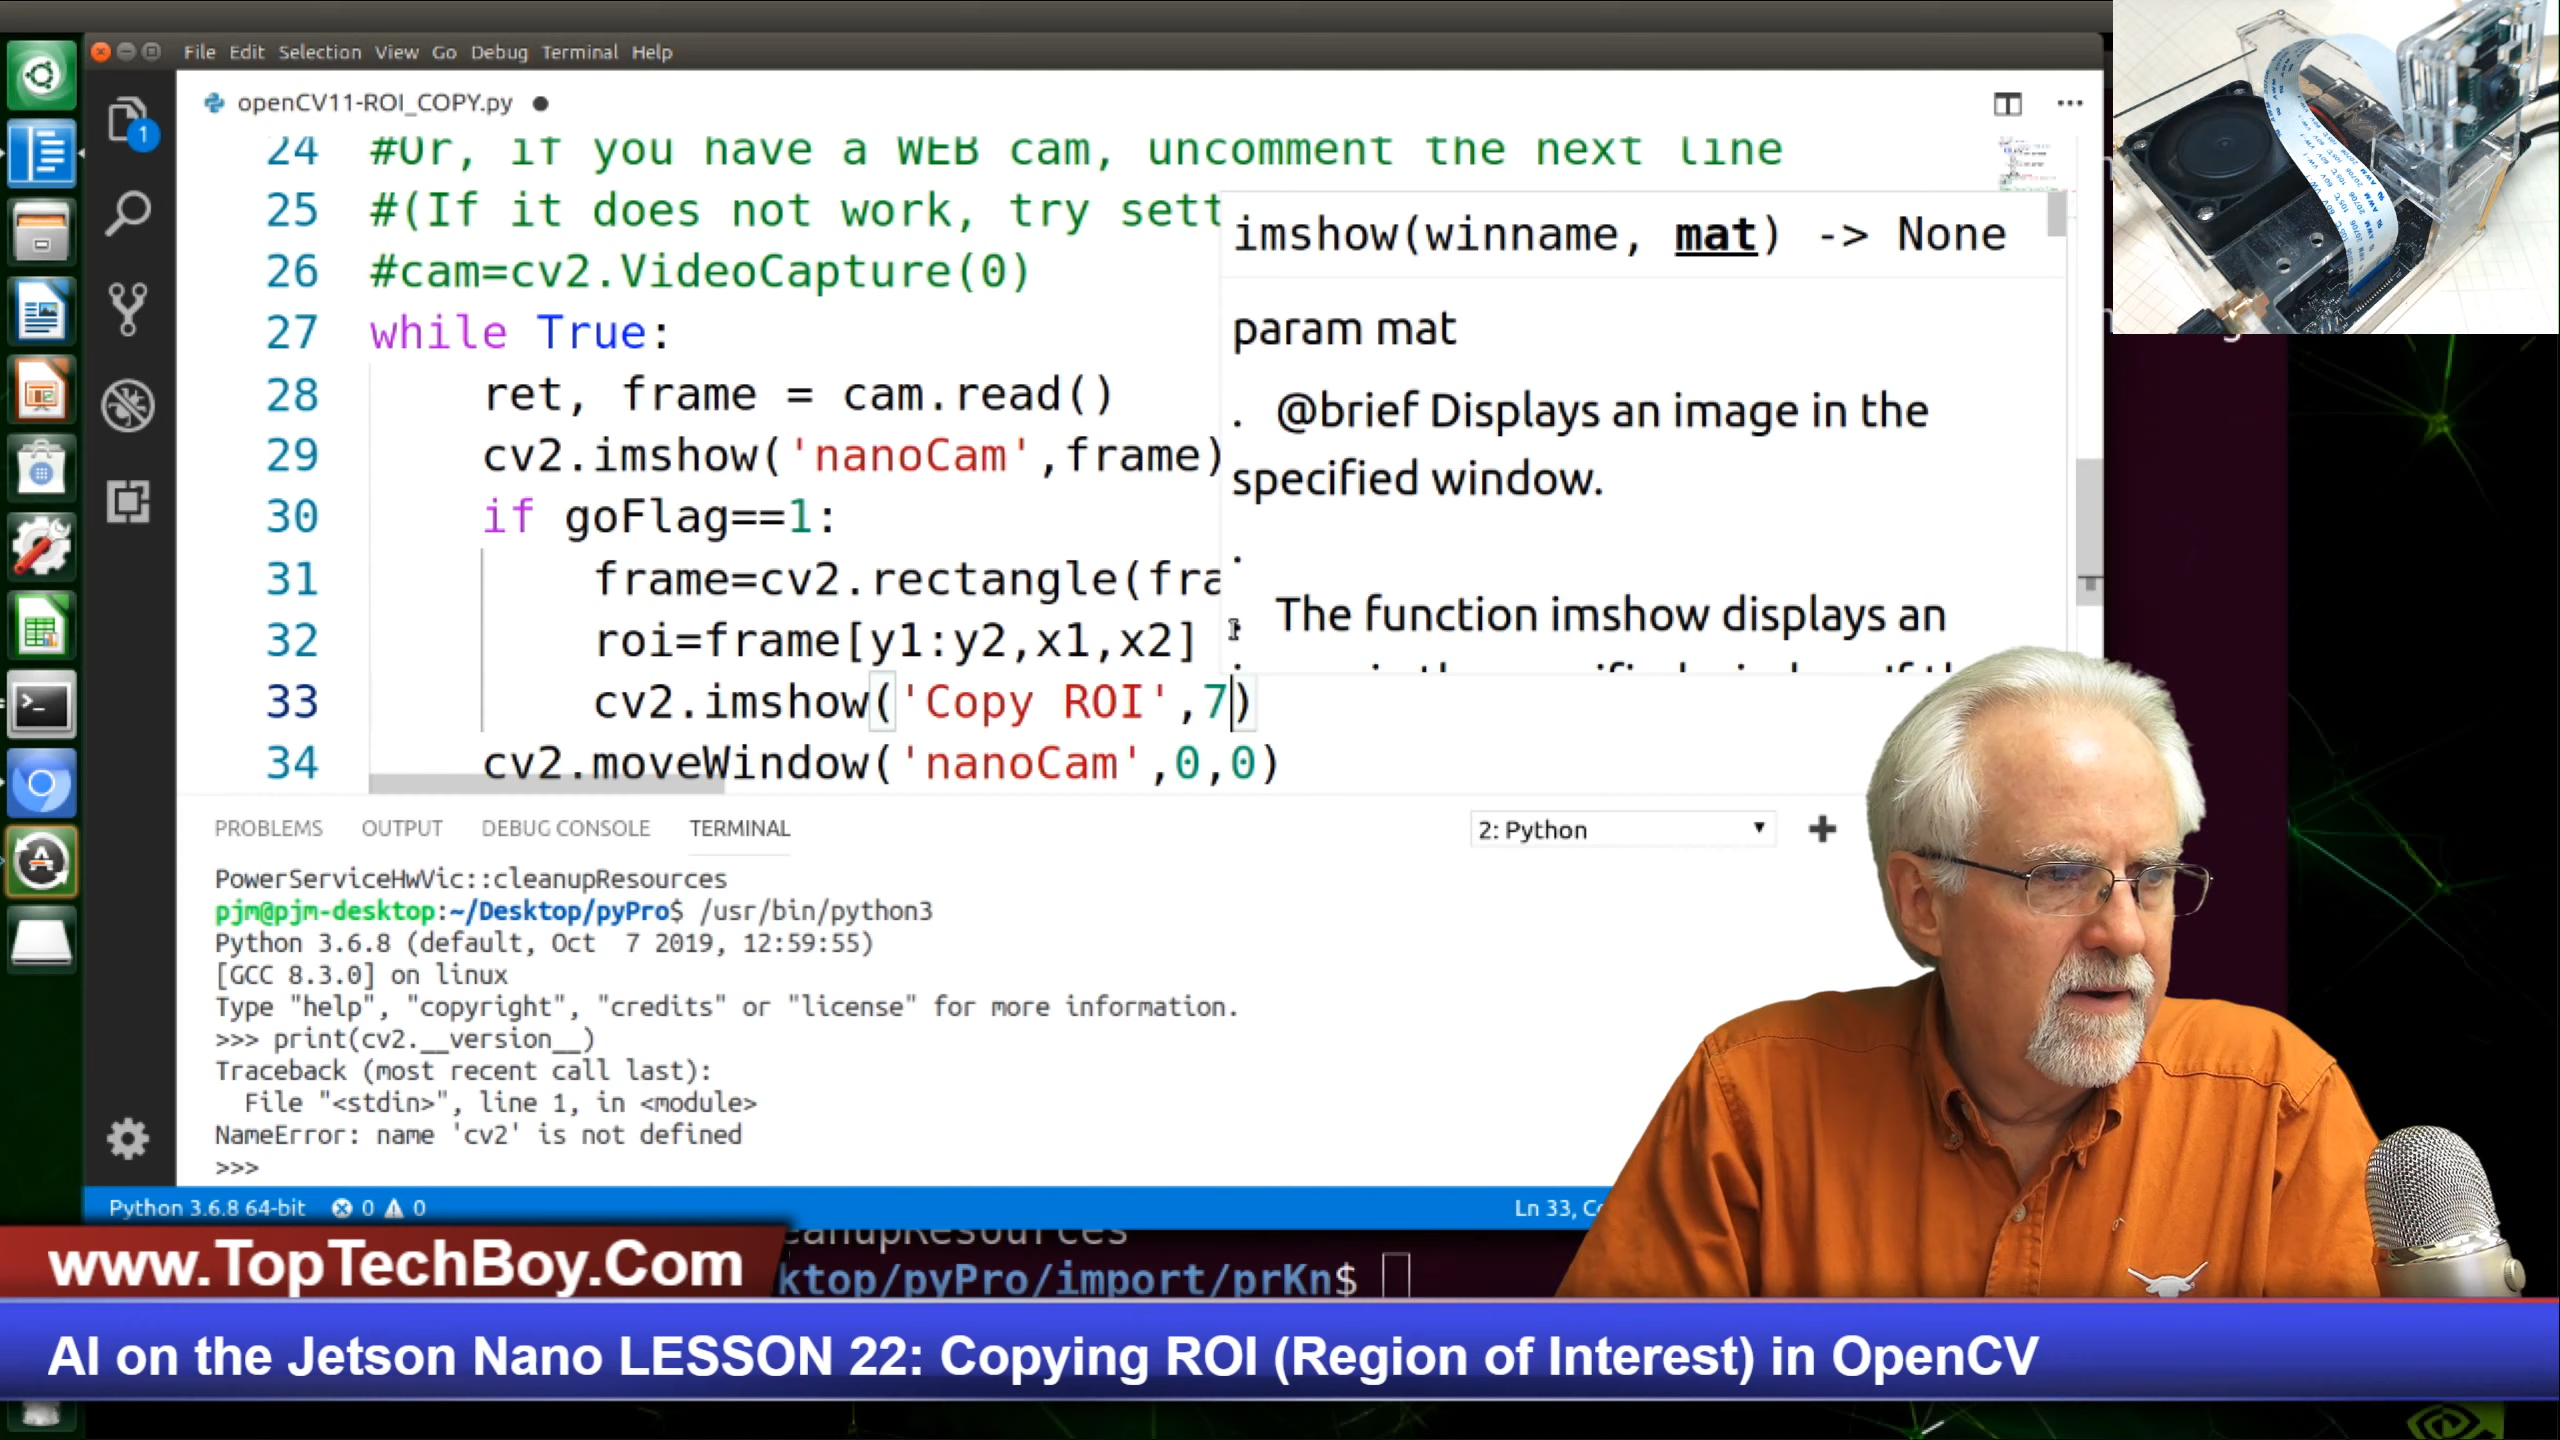 File Edit Selection View Go Debug Terminal Help
openCV11-ROI_COPY.py
1
24 #Or, if you have a WEB cam, uncomment the next line
25 #(If it does not work, try sett
26 #cam=cv2.VideoCapture(0)
27 while True:
28 ret, frame = cam.read()
29 cv2.imshow('nanoCam',frame)
30 if goFlag==1:
31 frame=cv2.rectangle(fra
32 roi=frame[y1:y2,x1,x2]
33 cv2.imshow('Copy ROI',7)
34 cv2.moveWindow('nanoCam',0,0)
imshow(winname, mat) -> None
param mat
. @brief Displays an image in the
specified window.
.
. The function imshow displays an
PROBLEMS OUTPUT DEBUG CONSOLE TERMINAL
2: Python
PowerServiceHwVic::cleanupResources
pjm@pjm-desktop:~/Desktop/pyPro$ /usr/bin/python3
Python 3.6.8 (default, Oct 7 2019, 12:59:55)
[GCC 8.3.0] on linux
Type "help", "copyright", "credits" or "license" for more information.
>>> print(cv2.__version__)
Traceback (most recent call last):
File "<stdin>", line 1, in <module>
NameError: name 'cv2' is not defined
>>>
Python 3.6.8 64-bit 0 0
Ln 33, C
eanupResources
ktop/pyPro/import/prKn$
www.TopTechBoy.Com
AI on the Jetson Nano LESSON 22: Copying ROI (Region of Interest) in OpenCV